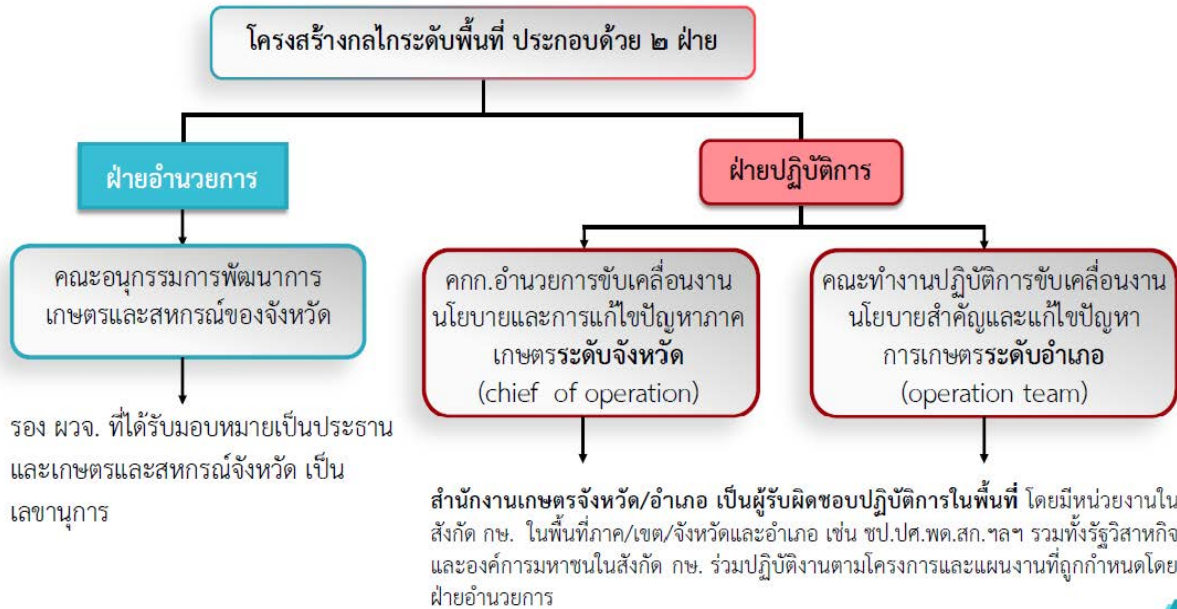 โครงสร้างกลไกระดับพื้นที่ ประกอบด้วย ๒ ฝ่าย
ฝ่ายอำนวยการ
คณะอนุกรรมการพัฒนาการ
เกษตรและสหกรณ์ของจังหวัด
รอง ผวจ. ที่ได้รับมอบหมายเป็นประธาน
และเกษตรและสหกรณ์จังหวัด เป็น
เลขานุการ
ฝ่ายปฏิบัติการ
คกก.อำนวยการขับเคลื่อนงาน
นโยบายและการแก้ไขปัญหาภาค
เกษตรระดับจังหวัด
(chief of operation)
คณะทำงานปฏิบัติการขับเคลื่อนงาน
นโยบายสำคัญและแก้ไขปัญหา
การเกษตรระดับอำเภอ
(operation team)
สำนักงานเกษตรจังหวัด/อำเภอ เป็นผู้รับผิดชอบปฏิบัติการในพื้นที่ โดยมีหน่วยงานใน
สังกัด กษ. ในพื้นที่ภาค/เขต/จังหวัดและอำเภอ เช่น ชป.ปศ.พด.สก.ฯลฯ รวมทั้งรัฐวิสาหกิจ
และองค์การมหาชนในสังกัด กษ. ร่วมปฏิบัติงานตามโครงการและแผนงานที่ถูกกำหนดโดย
ฝ่ายอำนวยการ